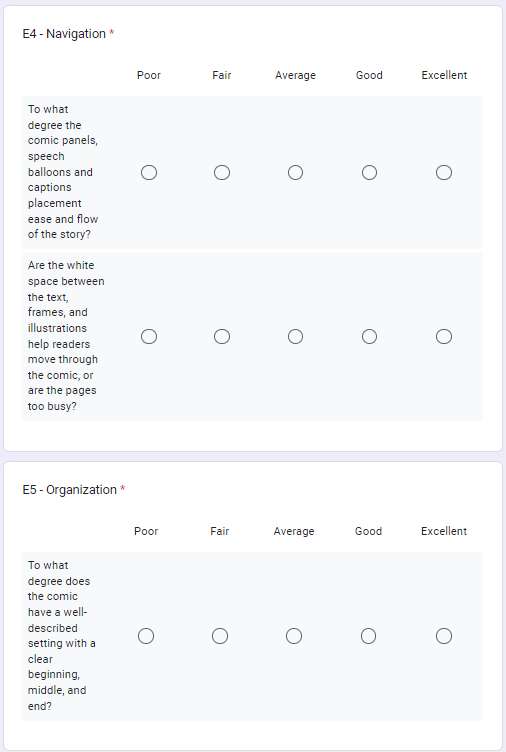 E4 - Navigation *
Poor Fair Average Good Excellent
To what
degree the
comic panels,
speech
balloons and
captions
placement
ease and flow
of the story?
Are the white
space between
the text,
frames, and
illustrations
help readers
move through
the comic, or
are the pages
too busy?
E5 - Organization *
Poor Fair Average Good Excellent
To what
degree does
the comic
have a well-
described
setting with a
clear
beginning,
middle, and
end?